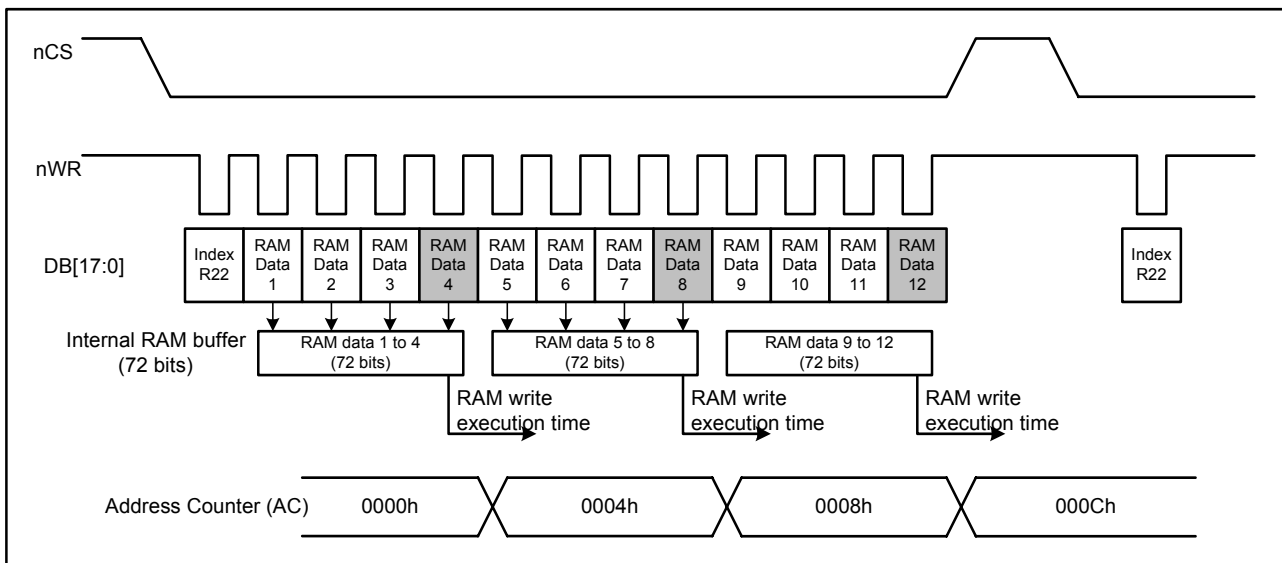 nCS
nWR
DB[17:0]
Index
R22
RAM
Data
1
RAM
Data
2
RAM
Data
3
RAM
Data
4
RAM
Data
5
RAM
Data
6
RAM
Data
7
RAM
Data
8
RAM
Data
9
RAM
Data
10
RAM
Data
11
RAM
Data
12
Index
R22
Internal RAM buffer
(72 bits)
RAM data 1 to 4
(72 bits)
RAM data 5 to 8
(72 bits)
RAM data 9 to 12
(72 bits)
RAM write
execution time
RAM write
execution time
RAM write
execution time
Address Counter (AC)
0000h
0004h
0008h
000Ch